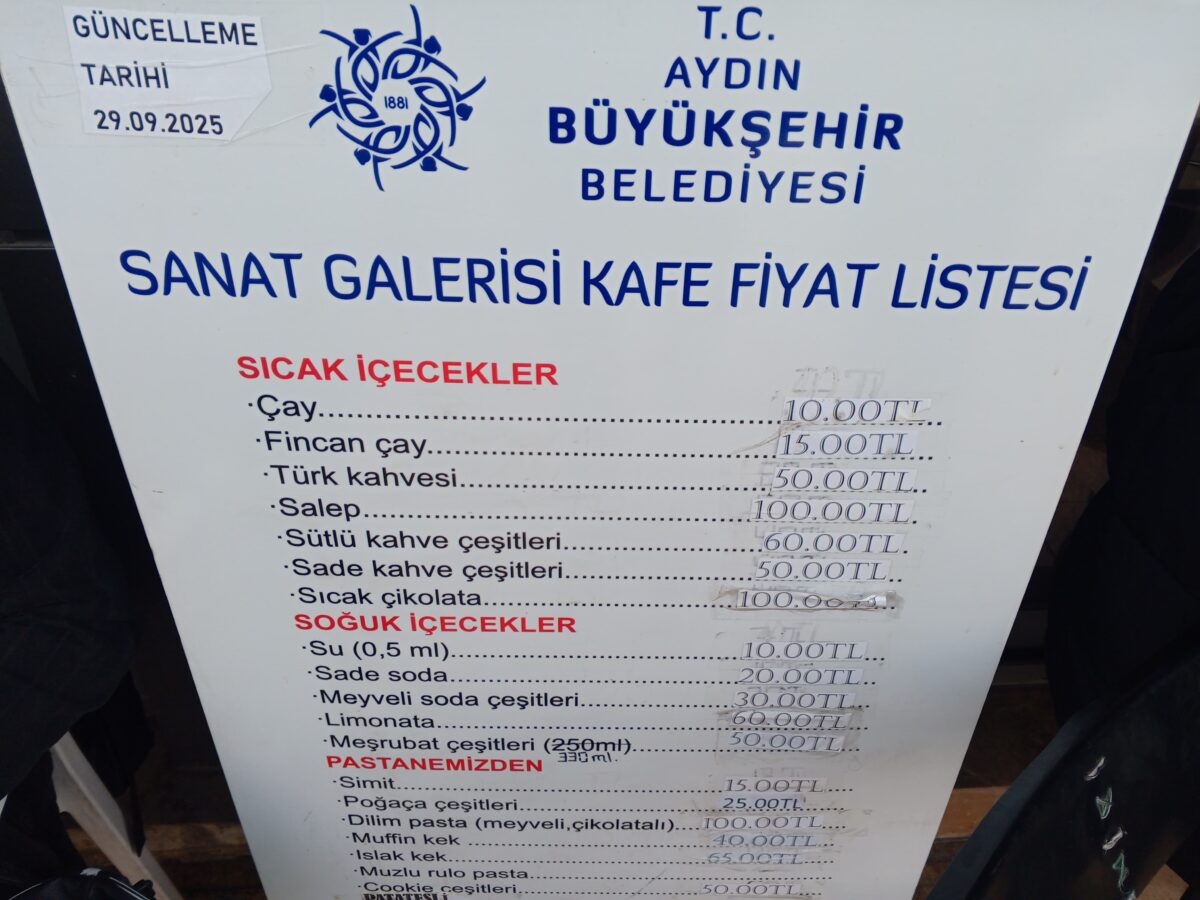 GÜNCELLEME
TARİHİ
29.09.2025
1881
T.C.
AYDIN
BÜYÜKŞEHİR
BELEDİYESİ
SANAT GALERİSİ KAFE FİYAT LİSTESİ
SICAK İÇECEKLER
·Çay.......................................................10.00TL..
·Fincan çay.............................................15.00TL..
·Türk kahvesi..........................................50.00TL..
·Salep....................................................100.00TL..
·Sütlü kahve çeşitleri..............................60.00TL.
·Sade kahve çeşitleri..............................50.00TL..
·Sıcak çikolata........................................100.00TL..
SOĞUK İÇECEKLER
·Su (0,5 ml)............................................10.00TL...
·Sade soda.............................................20.00TL..
·Meyveli soda çeşitleri...........................30.00TL...
·Limonata...............................................60.00TL...
·Meşrubat çeşitleri (250ml)....................50.00TL...
330ml.
PASTANEMİZDEN
·Simit.....................................................15.00TL....
·Poğaça çeşitleri....................................25.00TL....
·Dilim pasta (meyveli,çikolatalı)....100.00TL....
·Muffin kek............................................40.00TL....
·Islak kek...............................................65.00TL....
·Muzlu rulo pasta.......................................................
·Cookie çeşitleri....................................50.00TL....
PATATESLİ